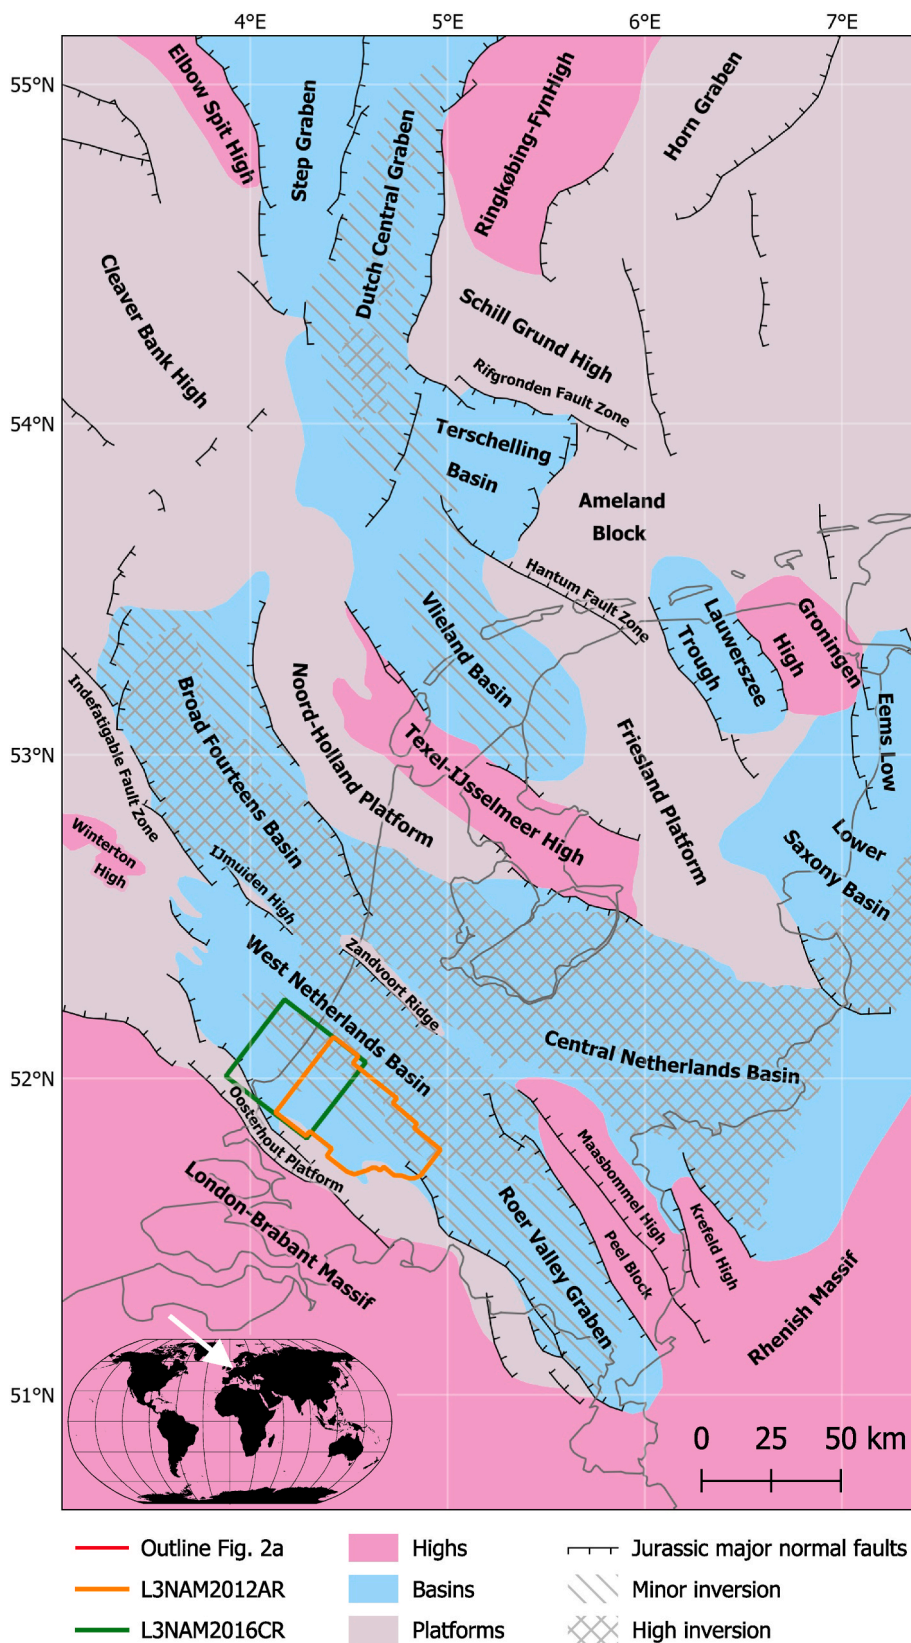 4°E 5°E 6°E 7°E
55°N
54°N
53°N
52°N
51°N
Elbow Spit High
Step Graben
Dutch Central Graben
Ringkøbing-FynHigh
Horn Graben
Cleaver Bank High
Schill Grund High
Rifgronden Fault Zone
Terschelling
Basin
Ameland
Block
Hantum Fault Zone
Vlieland Basin
Lauwerszee
Trough
Groningen
High
Eems Low
Indefatigable Fault Zone
Broad Fourteens Basin
Noord-Holland Platform
Texel-IJsselmeer High
Friesland Platform
Lower
Saxony Basin
Winterton
High
IJmuiden High
Zandvoort Ridge
West Netherlands Basin
Central Netherlands Basin
Oosterhout Platform
London-Brabant Massif
Roer Valley Graben
Maasbommel High
Peel Block
Krefeld High
Rhenish Massif
0 25 50 km
Outline Fig. 2a
L3NAM2012AR
L3NAM2016CR
Highs
Basins
Platforms
Jurassic major normal faults
Minor inversion
High inversion